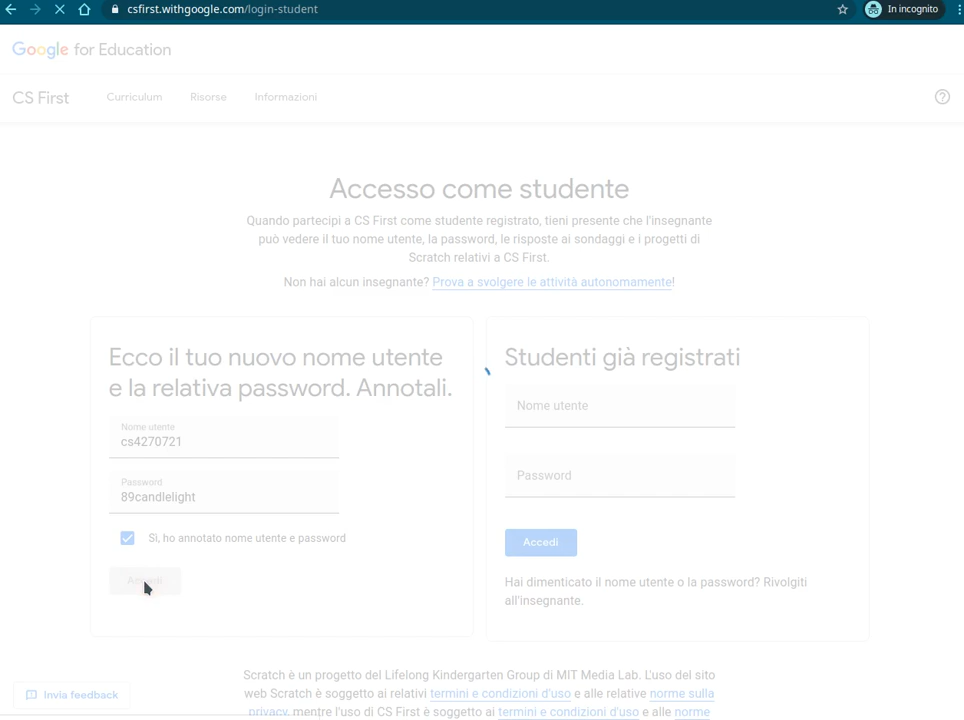 csfirst.withgoogle.com/login-student
In incognito
Google for Education
CS First
Curriculum
Risorse
Informazioni
Accesso come studente
Quando partecipi a CS First come studente registrato, tieni presente che l'insegnante
può vedere il tuo nome utente, la password, le risposte ai sondaggi e i progetti di
Scratch relativi a CS First.
Non hai alcun insegnante? Prova a svolgere le attività autonomamente!
Ecco il tuo nuovo nome utente
e la relativa password. Annotali.
Nome utente
cs4270721
Password
89candlelight
Sì, ho annotato nome utente e password
Accedi
Studenti già registrati
Nome utente
Password
Accedi
Hai dimenticato il nome utente o la password? Rivolgiti
all'insegnante.
Scratch è un progetto del Lifelong Kindergarten Group di MIT Media Lab. L'uso del sito
web Scratch è soggetto ai relativi termini e condizioni d'uso e alle relative norme sulla
privacy, mentre l'uso di CS First è soggetto ai termini e condizioni d'uso e alle norme
Invia feedback